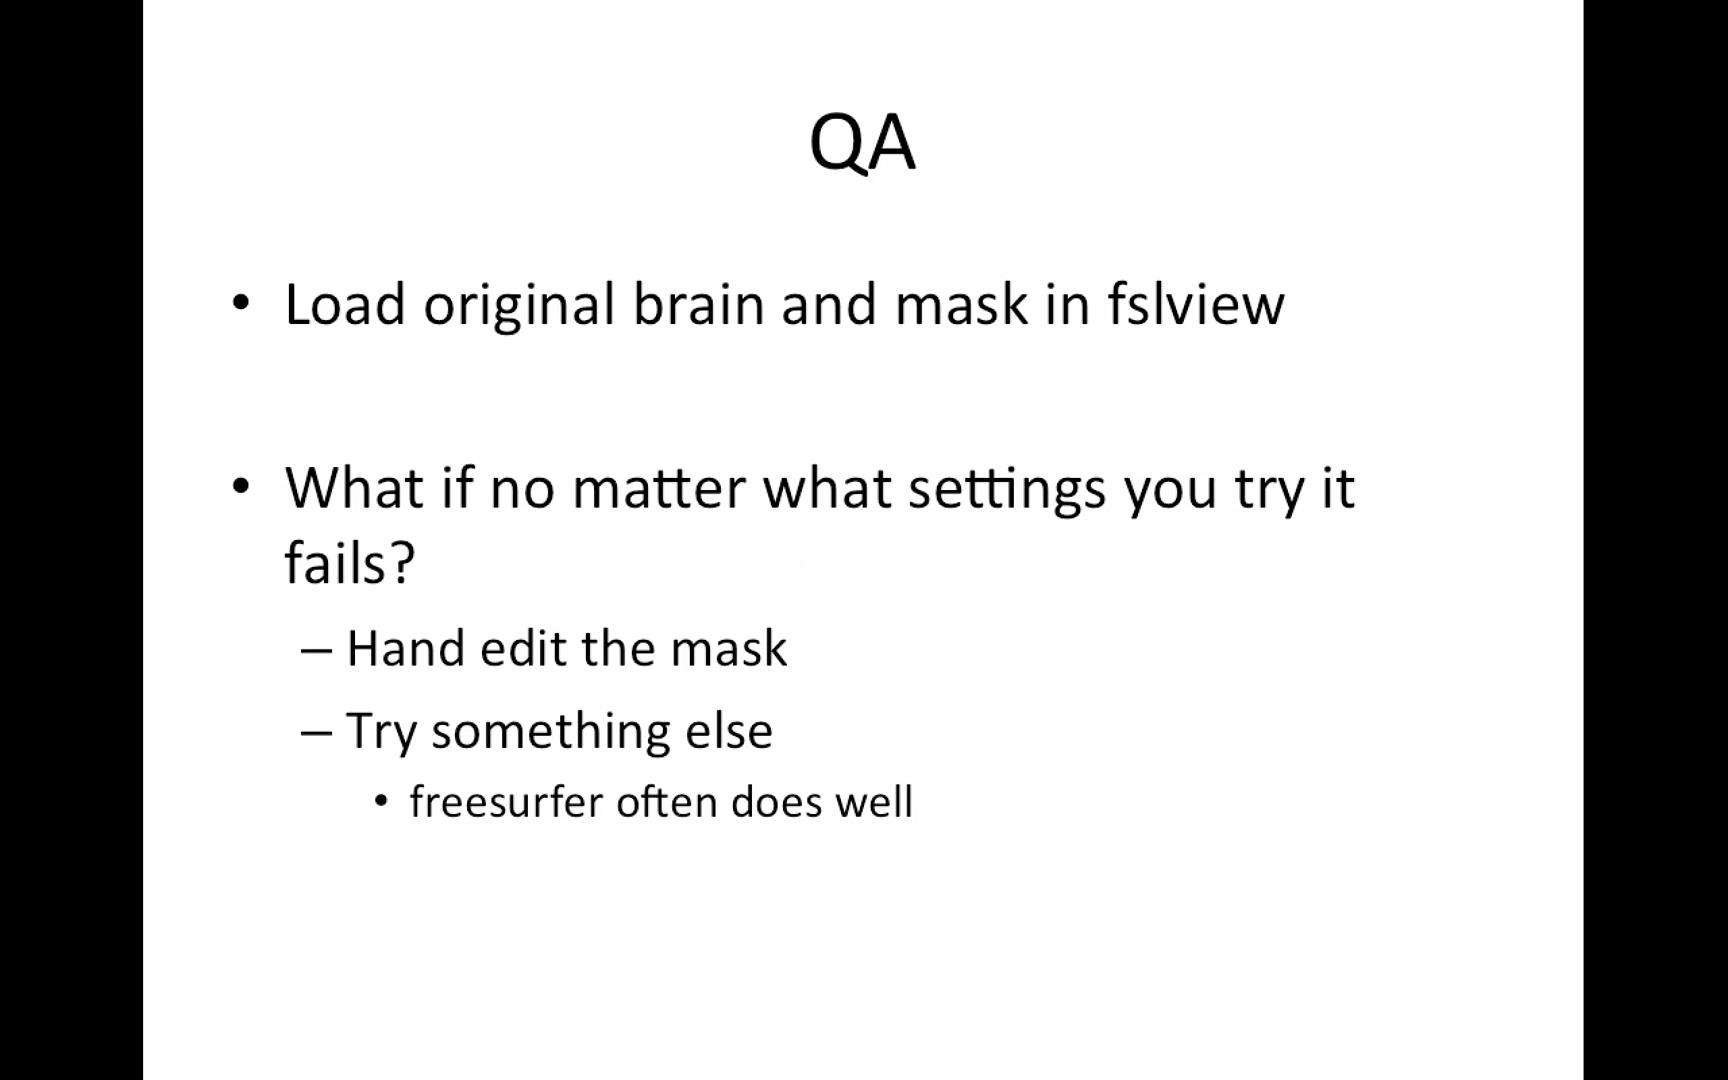 QA
• Load original brain and mask in fslview
• What if no matter what settings you try it
fails?
– Hand edit the mask
– Try something else
• freesurfer often does well